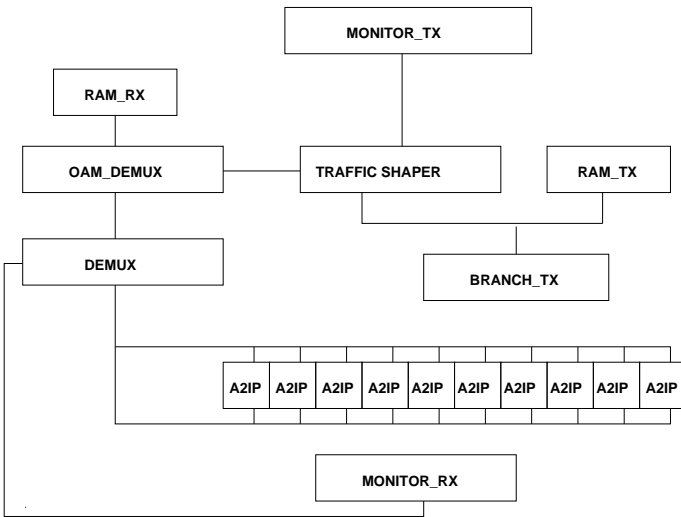 MONITOR_TX
RAM_RX
OAM_DEMUX
TRAFFIC SHAPER
RAM_TX
DEMUX
BRANCH_TX
A2IP A2IP A2IP A2IP A2IP A2IP A2IP A2IP A2IP A2IP
MONITOR_RX